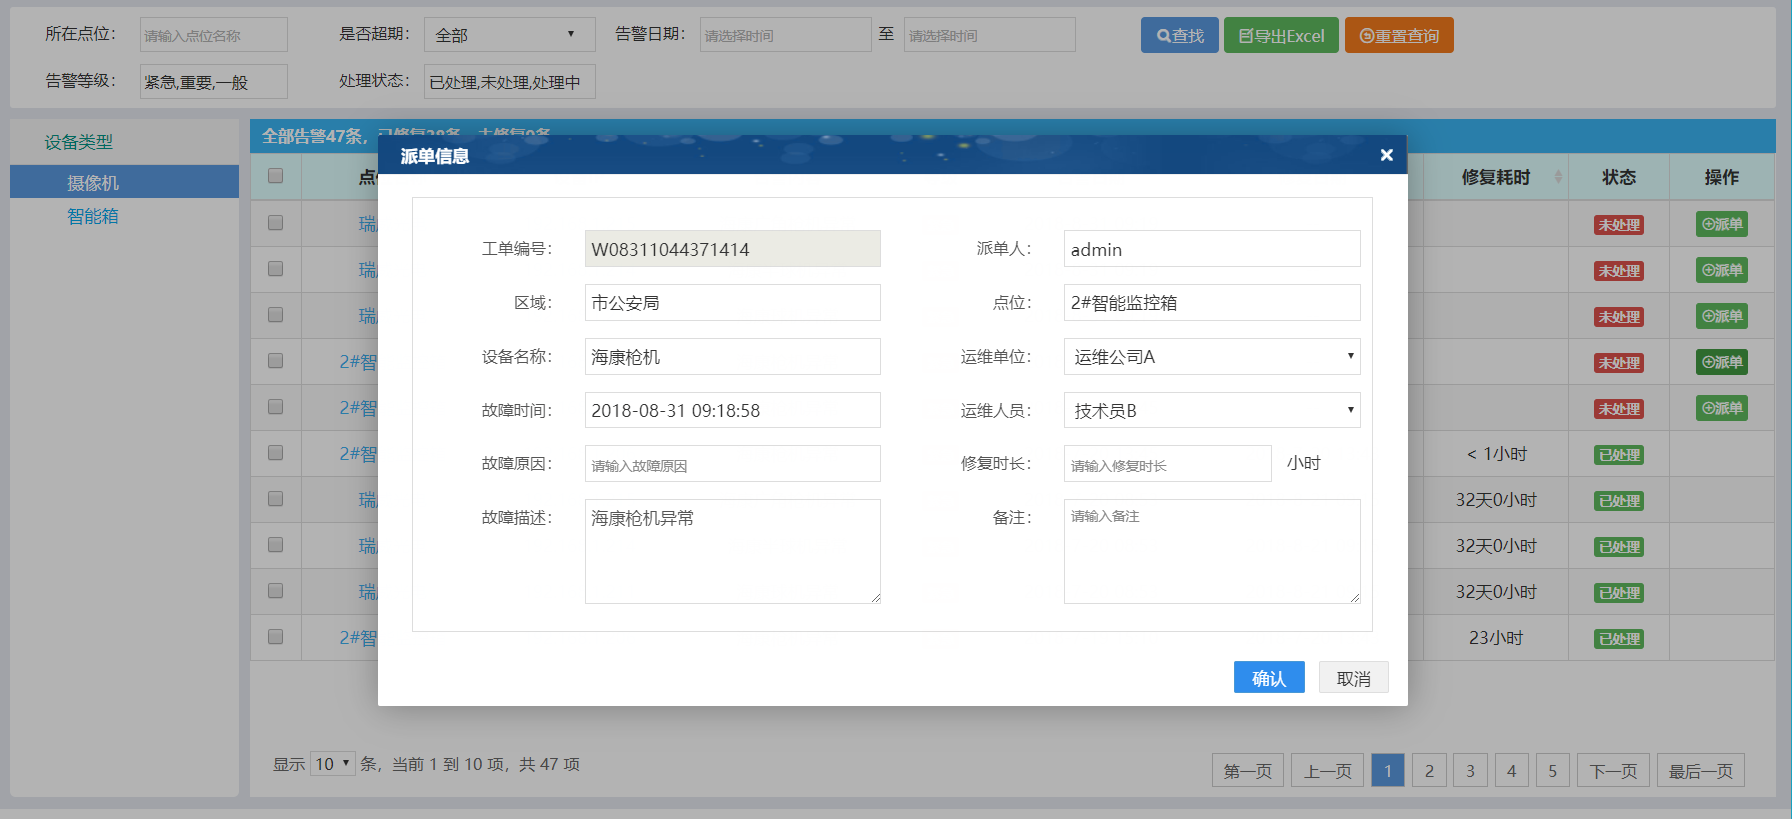 所在点位： 请输入点位名称 是否超期： 全部 告警日期： 请选择时间 至 请选择时间 查找 导出Excel 重置查询
告警等级： 紧急,重要,一般 处理状态： 已处理,未处理,处理中
设备类型
摄像机
智能箱
全部告警47条，已修复38条，未修复9条
修复耗时 状态 操作
瑞 未处理 派单
瑞 未处理 派单
瑞 未处理 派单
2#智 未处理 派单
2#智 未处理 派单
2#智 < 1小时 已处理
瑞 32天0小时 已处理
瑞 32天0小时 已处理
瑞 32天0小时 已处理
2#智 23小时 已处理
派单信息 ×
工单编号： W08311044371414 派单人： admin
区域： 市公安局 点位： 2#智能监控箱
设备名称： 海康枪机 运维单位： 运维公司A
故障时间： 2018-08-31 09:18:58 运维人员： 技术员B
故障原因： 请输入故障原因 修复时长： 请输入修复时长 小时
故障描述： 海康枪机异常 备注： 请输入备注
确认 取消
显示 10 条，当前 1 到 10 项，共 47 项 第一页 上一页 1 2 3 4 5 下一页 最后一页